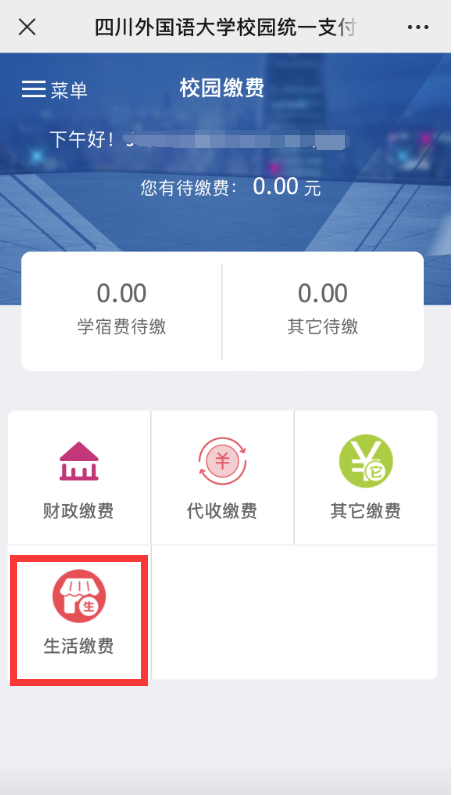 四川外国语大学校园统一支付
菜单
校园缴费
下午好！
您有待缴费： 0.00 元
0.00
学宿费待缴
0.00
其它待缴
财政缴费
¥
代收缴费
¥ 它
其它缴费
生
生活缴费